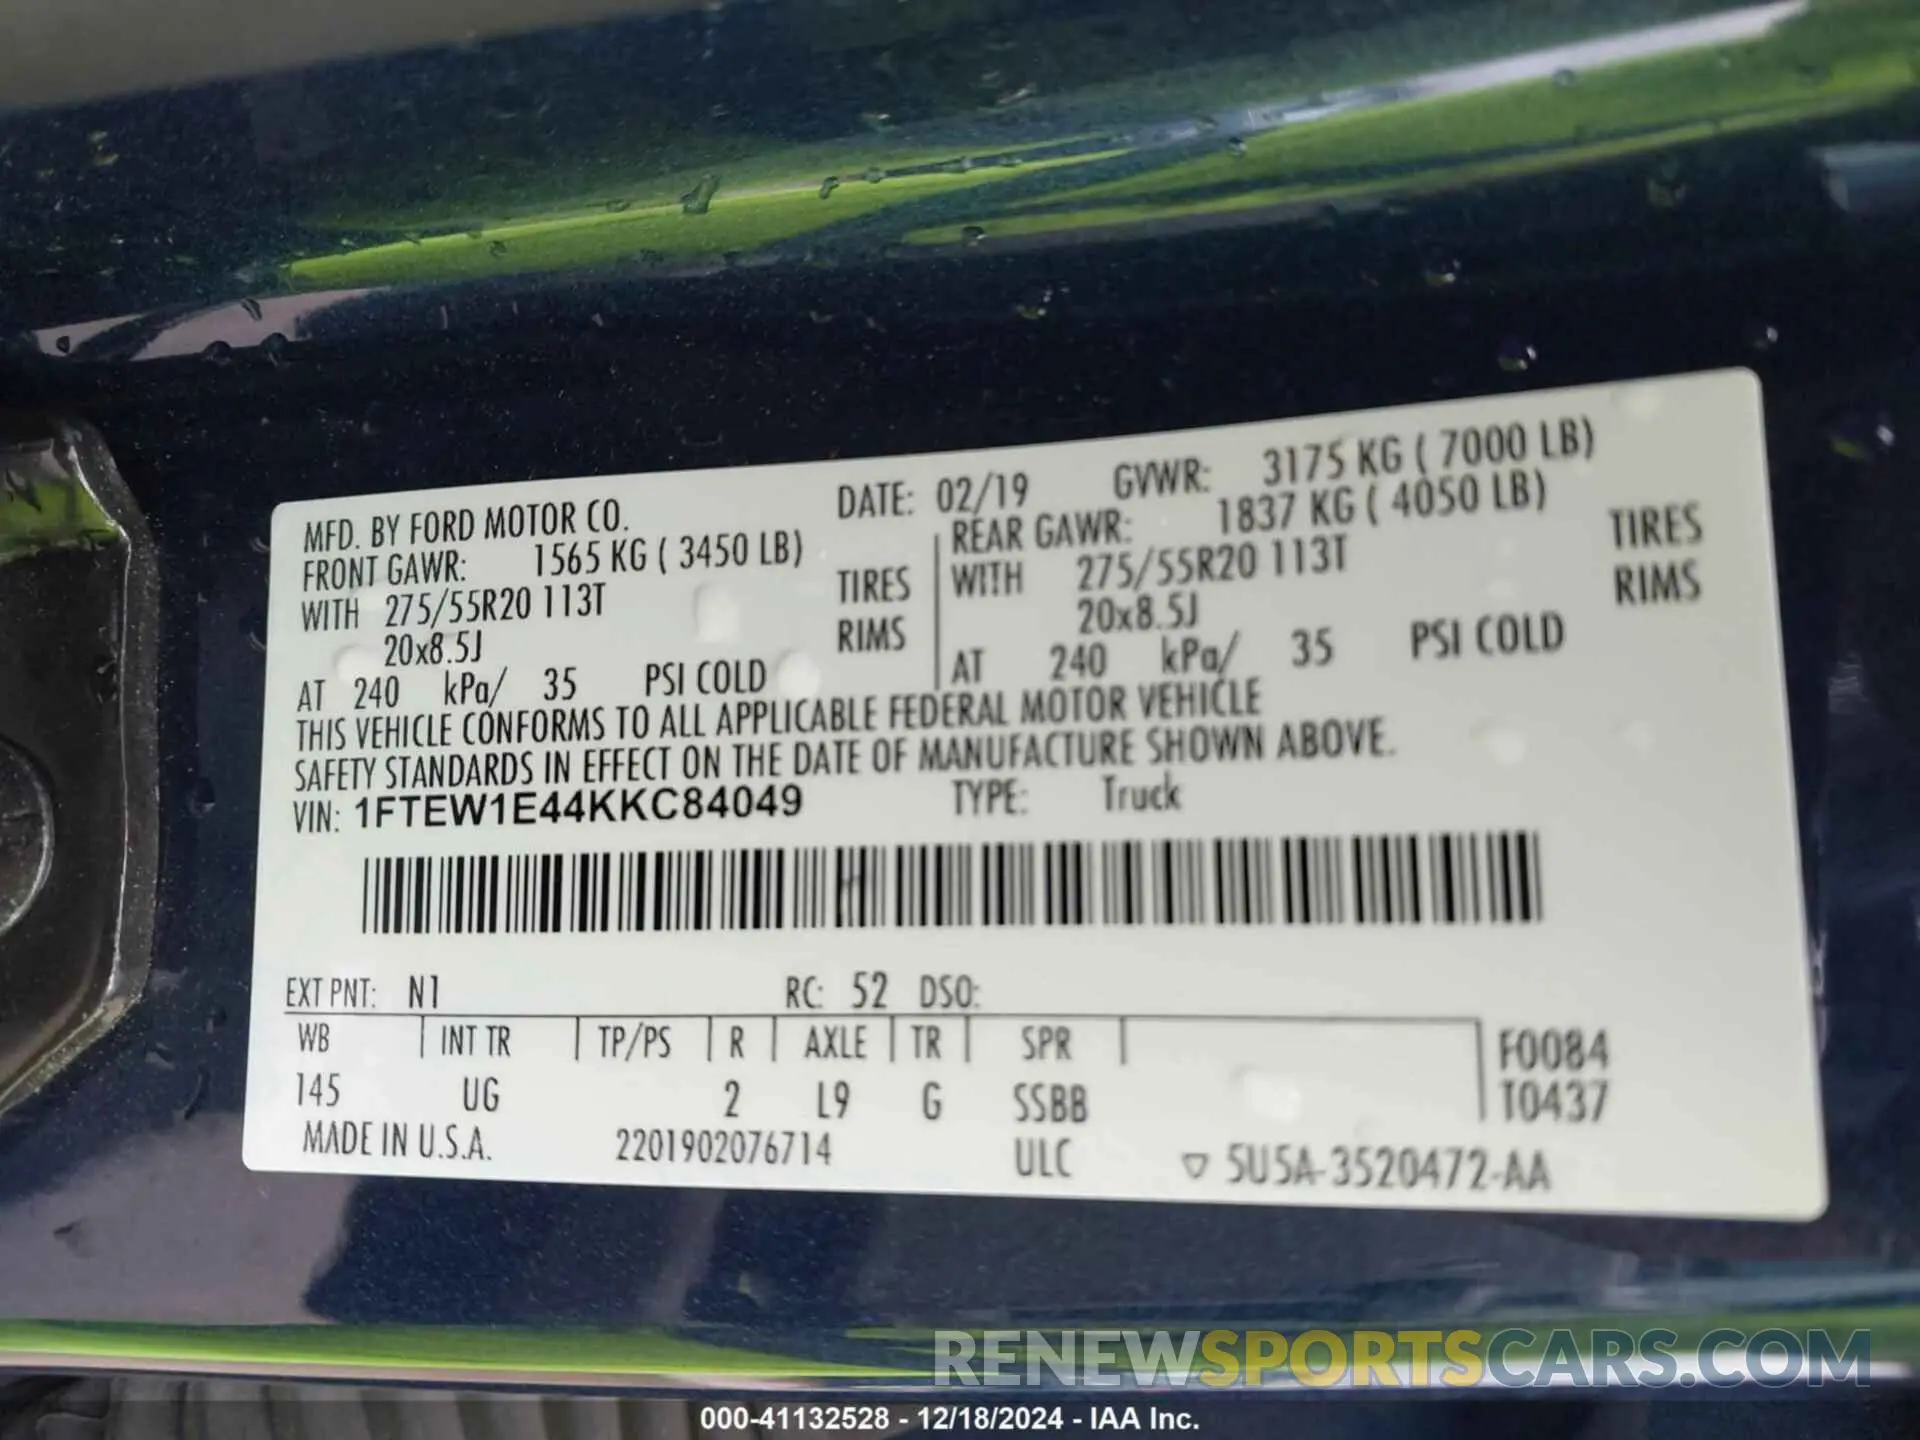 MFD. BY FORD MOTOR CO. DATE: 02/19 GVWR: 3175 KG ( 7000 LB)
FRONT GAWR: 1565 KG ( 3450 LB) REAR GAWR: 1837 KG ( 4050 LB)
WITH 275/55R20 113T TIRES WITH 275/55R20 113T TIRES
20x8.5J RIMS 20x8.5J RIMS
AT 240 kPa/ 35 PSI COLD AT 240 kPa/ 35 PSI COLD
THIS VEHICLE CONFORMS TO ALL APPLICABLE FEDERAL MOTOR VEHICLE
SAFETY STANDARDS IN EFFECT ON THE DATE OF MANUFACTURE SHOWN ABOVE.
VIN: 1FTEW1E44KKC84049 TYPE: Truck
EXT PNT: N1 RC: 52 DSO:
WB INT TR TP/PS R AXLE TR SPR F0084
145 UG 2 L9 G SSBB T0437
MADE IN U.S.A. 2201902076714 ULC ▽ 5U5A-3520472-AA
RENEWSPORTSCARS.COM
000-41132528 - 12/18/2024 - IAA Inc.